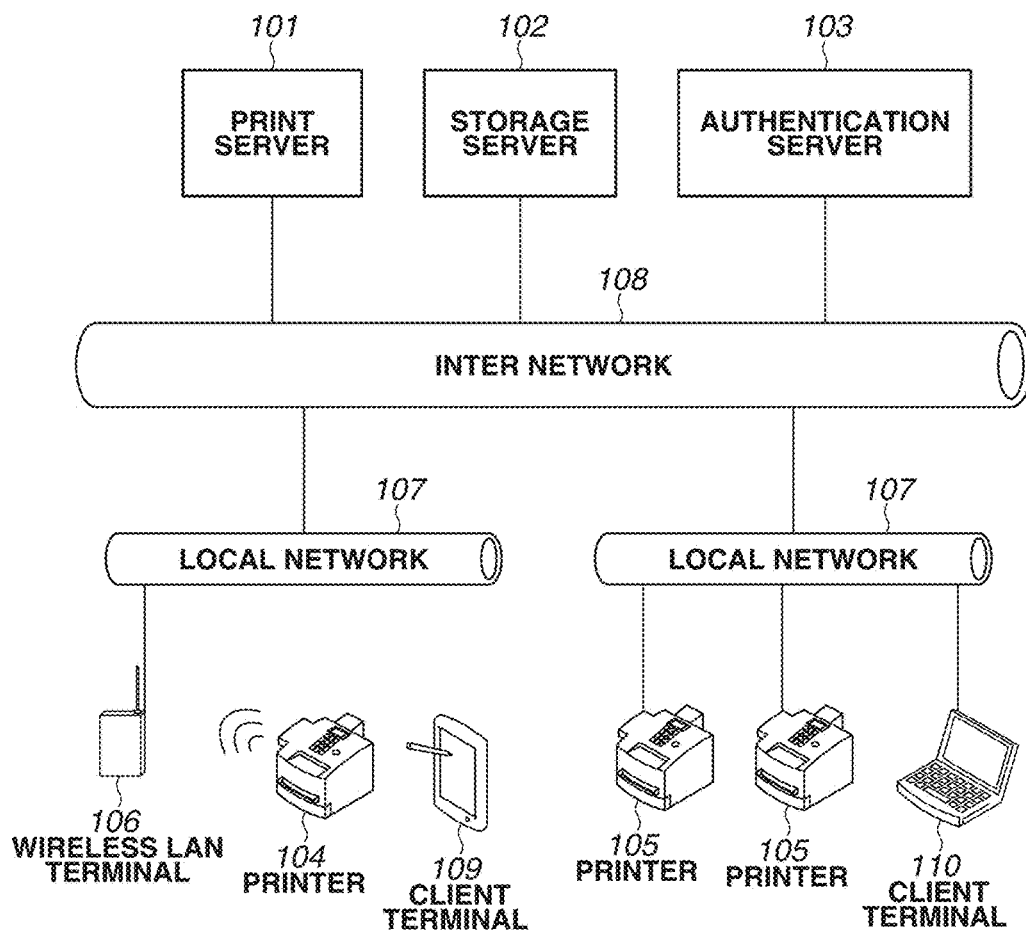 101
102
103
PRINT
SERVER
STORAGE
SERVER
AUTHENTICATION
SERVER
108
INTER NETWORK
107
107
LOCAL NETWORK
LOCAL NETWORK
106
WIRELESS LAN
TERMINAL
104
PRINTER
109
CLIENT
TERMINAL
105
PRINTER
105
PRINTER
110
CLIENT
TERMINAL